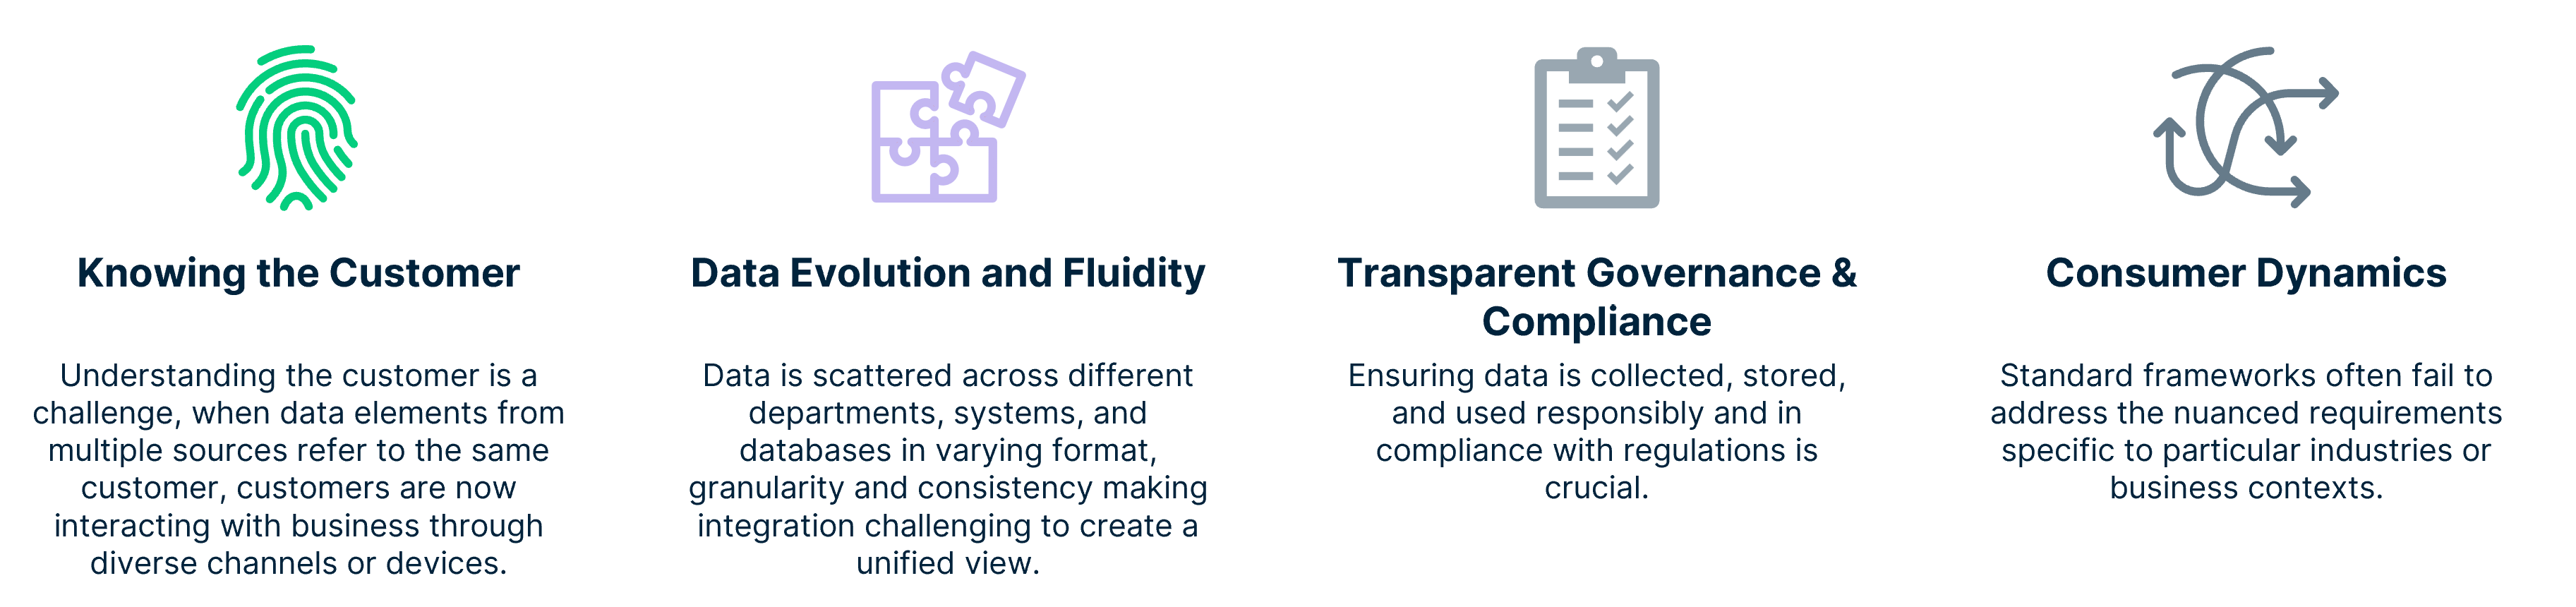 Knowing the Customer
Understanding the customer is a
challenge, when data elements from
multiple sources refer to the same
customer, customers are now
interacting with business through
diverse channels or devices.
Data Evolution and Fluidity
Data is scattered across different
departments, systems, and
databases in varying format,
granularity and consistency making
integration challenging to create a
unified view.
Transparent Governance &
Compliance
Ensuring data is collected, stored,
and used responsibly and in
compliance with regulations is
crucial.
Consumer Dynamics
Standard frameworks often fail to
address the nuanced requirements
specific to particular industries or
business contexts.